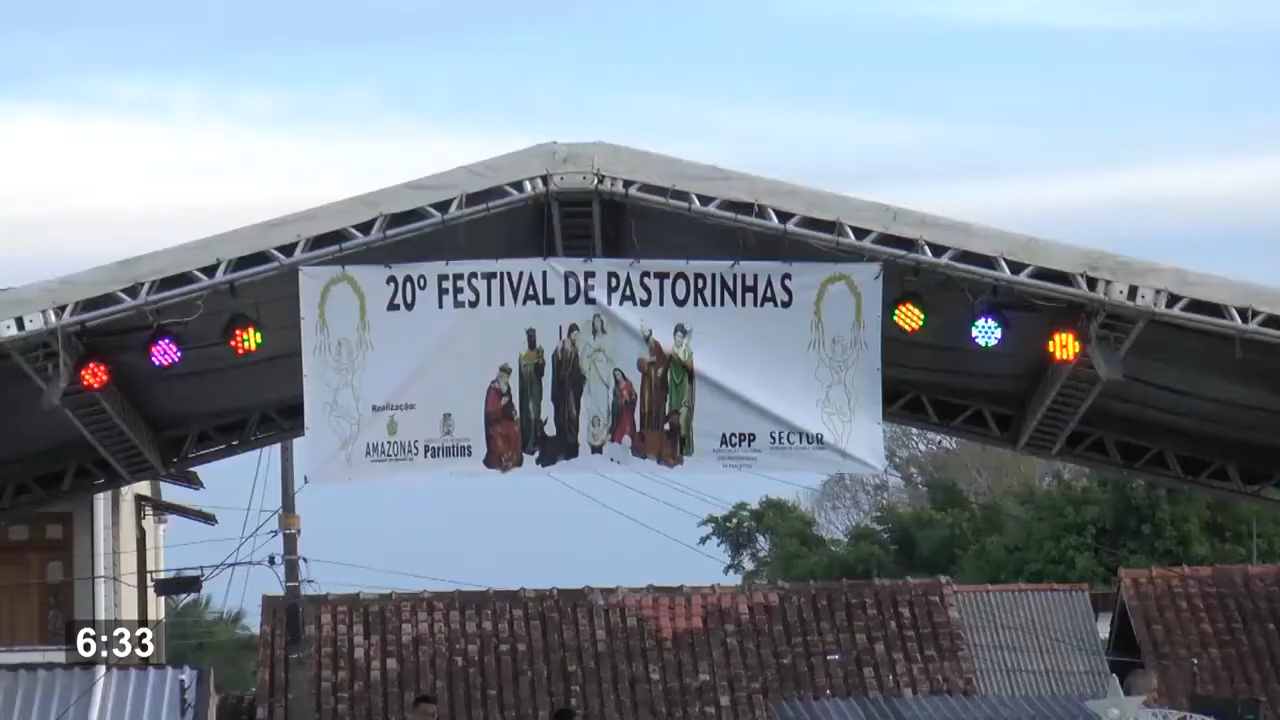 20º FESTIVAL DE PASTORINHAS
Realização:
AMAZONAS
Parintins
ACPP
SECTUR
6:33